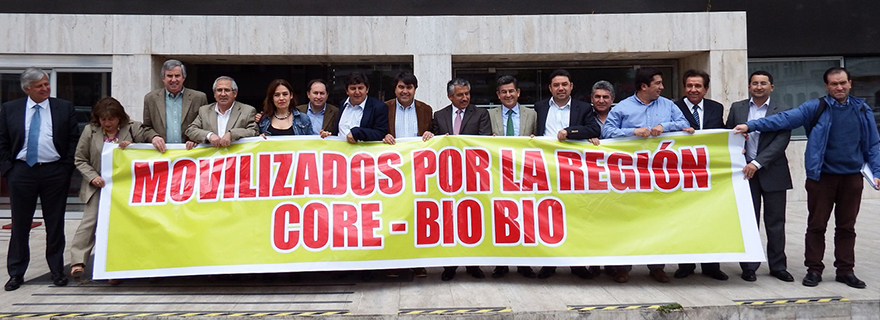 MOVILIZADOS POR LA REGIÓN
CORE - BIO BIO